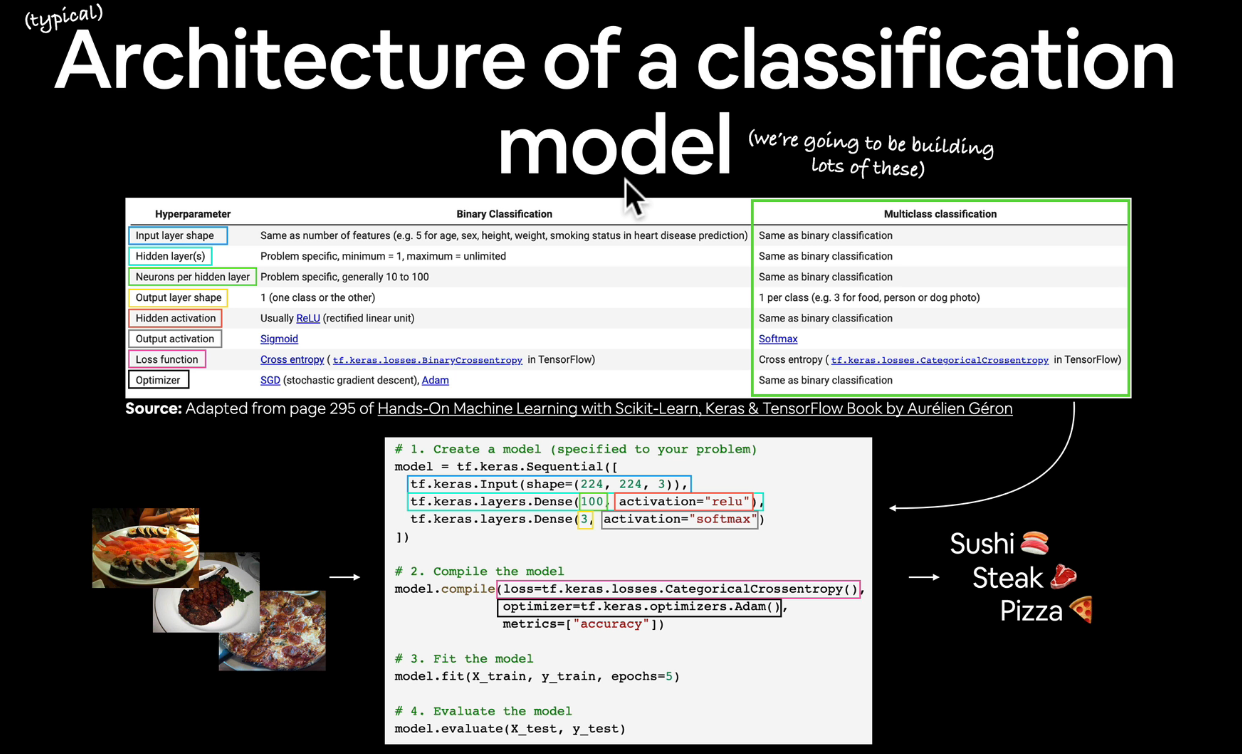 (typical)
Architecture of a classification
model
(we're going to be building
lots of these)
Hyperparameter Binary Classification Multiclass classification
Input layer shape Same as number of features (e.g. 5 for age, sex, height, weight, smoking status in heart disease prediction) Same as binary classification
Hidden layer(s) Problem specific, minimum = 1, maximum = unlimited Same as binary classification
Neurons per hidden layer Problem specific, generally 10 to 100 Same as binary classification
Output layer shape 1 (one class or the other) 1 per class (e.g. 3 for food, person or dog photo)
Hidden activation Usually ReLU (rectified linear unit) Same as binary classification
Output activation Sigmoid Softmax
Loss function Cross entropy ( tf.keras.losses.BinaryCrossentropy in TensorFlow) Cross entropy ( tf.keras.losses.CategoricalCrossentropy in TensorFlow)
Optimizer SGD (stochastic gradient descent), Adam Same as binary classification
Source: Adapted from page 295 of Hands-On Machine Learning with Scikit-Learn, Keras & TensorFlow Book by Aurélien Géron
# 1. Create a model (specified to your problem)
model = tf.keras.Sequential([
tf.keras.Input(shape=(224, 224, 3)),
tf.keras.layers.Dense(100, activation="relu"),
tf.keras.layers.Dense(3, activation="softmax")
])
# 2. Compile the model
model.compile(loss=tf.keras.losses.CategoricalCrossentropy(),
optimizer=tf.keras.optimizers.Adam(),
metrics=["accuracy"])
# 3. Fit the model
model.fit(X_train, y_train, epochs=5)
# 4. Evaluate the model
model.evaluate(X_test, y_test)
Sushi 🍣
Steak 🥩
Pizza 🍕